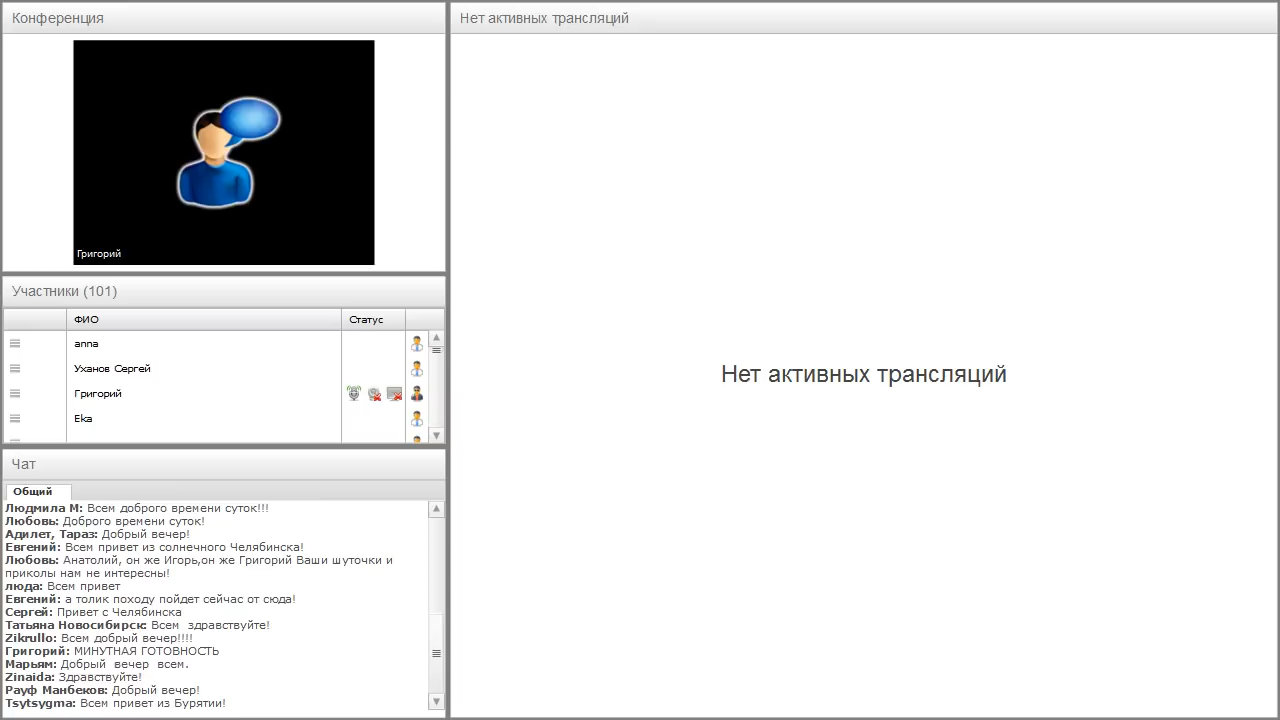 Конференция
Григорий
Участники (101)
ФИО
Статус
anna
Уханов Сергей
Григорий
Eka
Чат
Общий
Людмила М: Всем доброго времени суток!!!
Любовь: Доброго времени суток!
Адилет, Тараз: Добрый вечер!
Евгений: Всем привет из солнечного Челябинска!
Любовь: Анатолий, он же Игорь,он же Григорий Ваши шуточки и
приколы нам не интересны!
люда: Всем привет
Евгений: а толик походу пойдет сейчас от сюда!
Сергей: Привет с Челябинска
Татьяна Новосибирск: Всем  здравствуйте!
Zikrullo: Всем добрый вечер!!!!
Григорий: МИНУТНАЯ ГОТОВНОСТЬ
Марьям: Добрый  вечер  всем.
Zinaida: Здравствуйте!
Рауф Манбеков: Добрый вечер!
Tsytsygma: Всем привет из Бурятии!
Нет активных трансляций
Нет активных трансляций